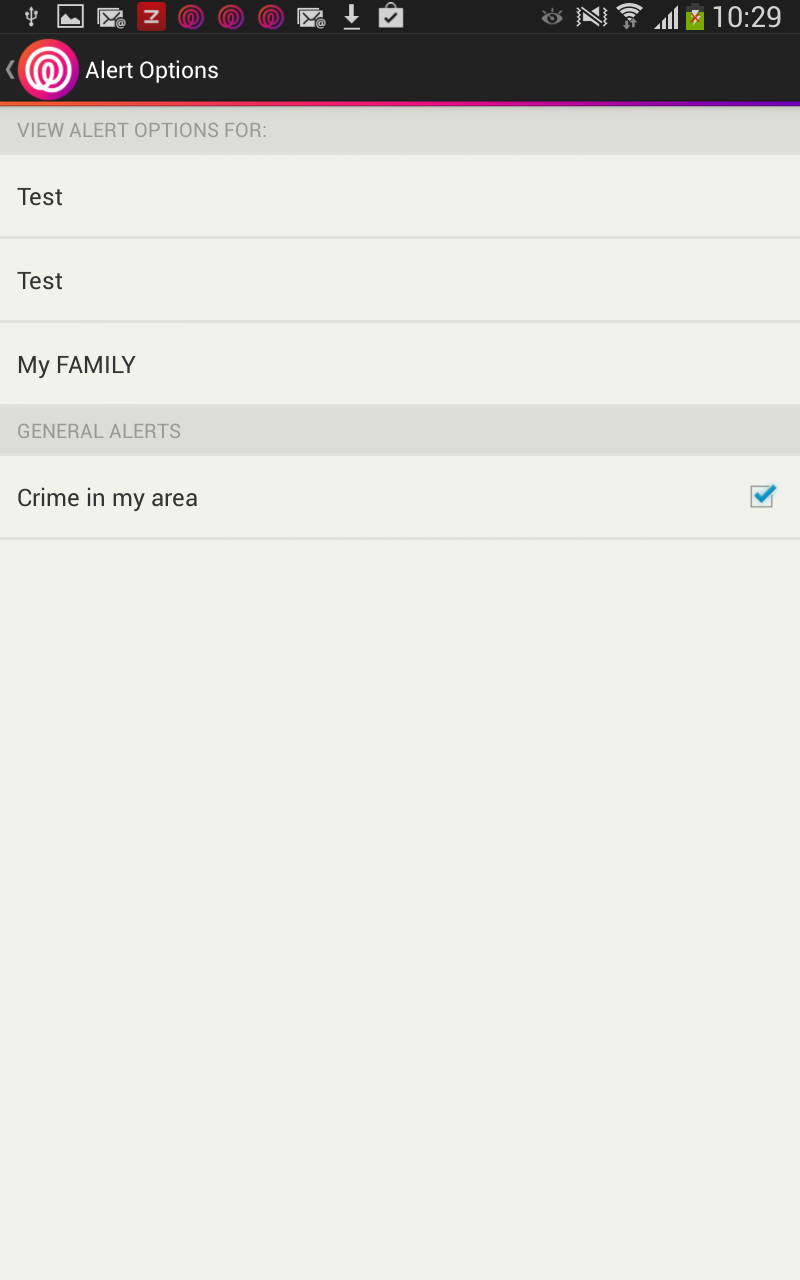 10:29
Alert Options
VIEW ALERT OPTIONS FOR:
Test
Test
My FAMILY
GENERAL ALERTS
Crime in my area